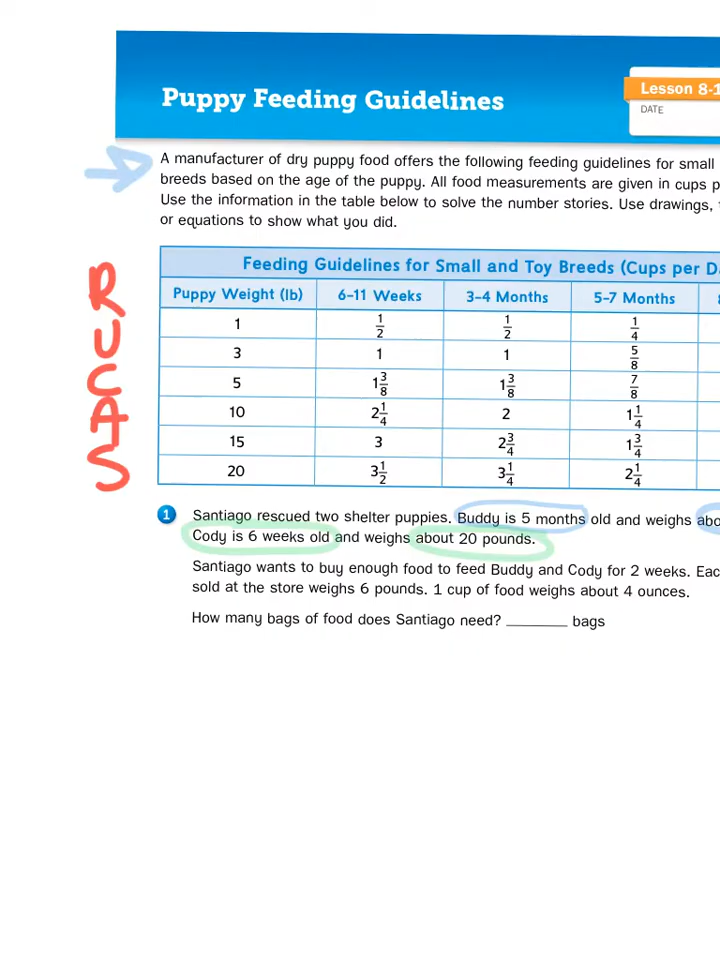 Puppy Feeding Guidelines
Lesson 8-1
DATE
A manufacturer of dry puppy food offers the following feeding guidelines for small
breeds based on the age of the puppy. All food measurements are given in cups p
Use the information in the table below to solve the number stories. Use drawings,
or equations to show what you did.
RUCAS
Feeding Guidelines for Small and Toy Breeds (Cups per D
Puppy Weight (lb) 6–11 Weeks 3–4 Months 5–7 Months
1 1/2 1/2 1/4
3 1 1 5/8
5 1 3/8 1 3/8 7/8
10 2 1/4 2 1 1/4
15 3 2 3/4 1 3/4
20 3 1/2 3 1/4 2 1/4
1 Santiago rescued two shelter puppies. Buddy is 5 months old and weighs abo
Cody is 6 weeks old and weighs about 20 pounds.
Santiago wants to buy enough food to feed Buddy and Cody for 2 weeks. Eac
sold at the store weighs 6 pounds. 1 cup of food weighs about 4 ounces.
How many bags of food does Santiago need? ________ bags